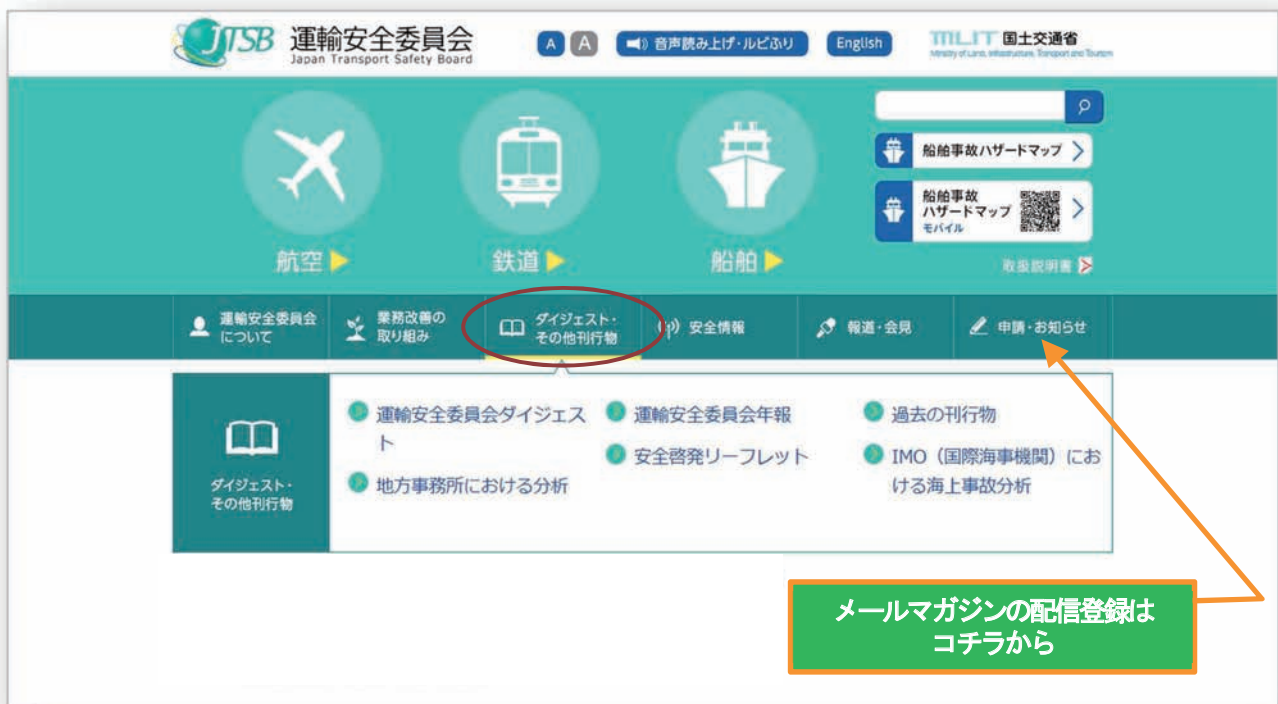 JTSB 運輸安全委員会
Japan Transport Safety Board
A A 音声読み上げ・ルビふり English
MLIT 国土交通省
Ministry of Land, Infrastructure, Transport and Tourism
船舶事故ハザードマップ
船舶事故
ハザードマップ
モバイル
取扱説明書
航空
鉄道
船舶
運輸安全委員会
について
業務改善の
取り組み
ダイジェスト・
その他刊行物
安全情報
報道・会見
申請・お知らせ
ダイジェスト・
その他刊行物
運輸安全委員会ダイジェス
ト
地方事務所における分析
運輸安全委員会年報
安全啓発リーフレット
過去の刊行物
IMO（国際海事機関）にお
ける海上事故分析
メールマガジンの配信登録は
コチラから